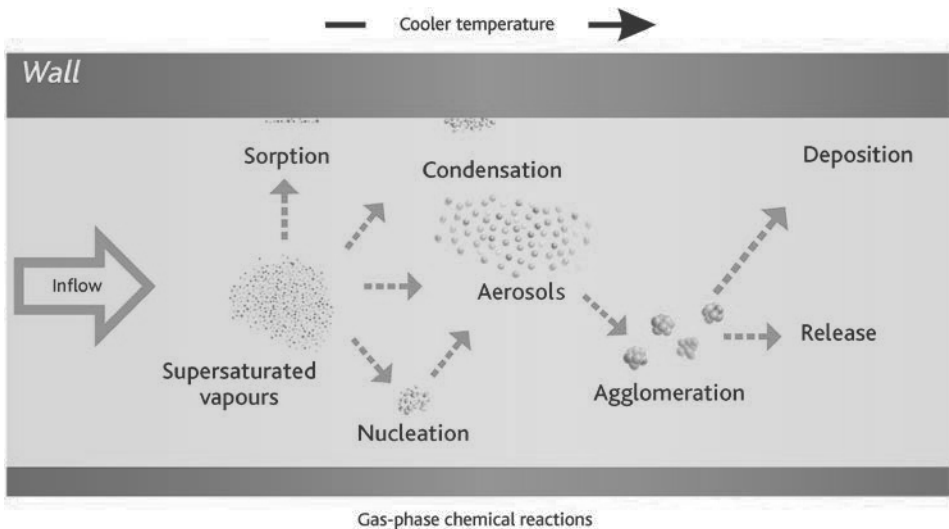 Cooler temperature
Wall
Sorption
Condensation
Deposition
Inflow
Aerosols
Supersaturated
vapours
Nucleation
Agglomeration
Release
Gas-phase chemical reactions